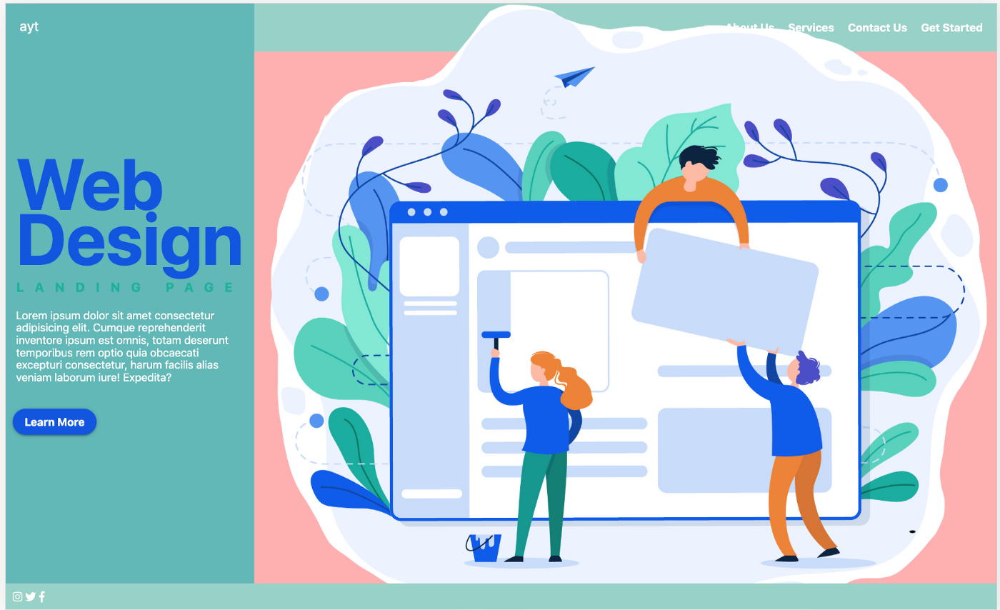 ayt
About Us Services Contact Us Get Started
Web
Design
LANDING PAGE
Lorem ipsum dolor sit amet consectetur
adipisicing elit. Cumque reprehenderit
inventore ipsum est omnis, totam deserunt
temporibus rem optio quia obcaecati
excepturi consectetur, harum facilis alias
veniam laborum iure! Expedita?
Learn More